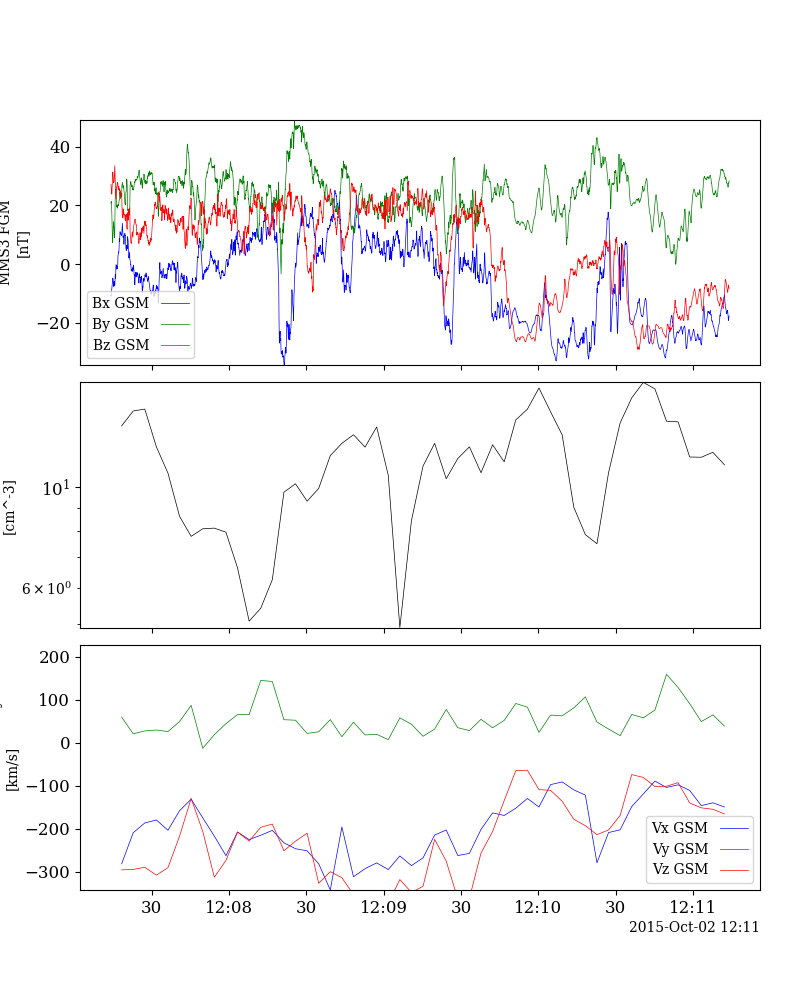 MMS3 FGM
[nT]
40
20
0
−20
Bx GSM
By GSM
Bz GSM
[cm^-3]
10^1
6 × 10^0
[km/s]
200
100
0
−100
−200
−300
Vx GSM
Vy GSM
Vz GSM
30 12:08 30 12:09 30 12:10 30 12:11
2015-Oct-02 12:11